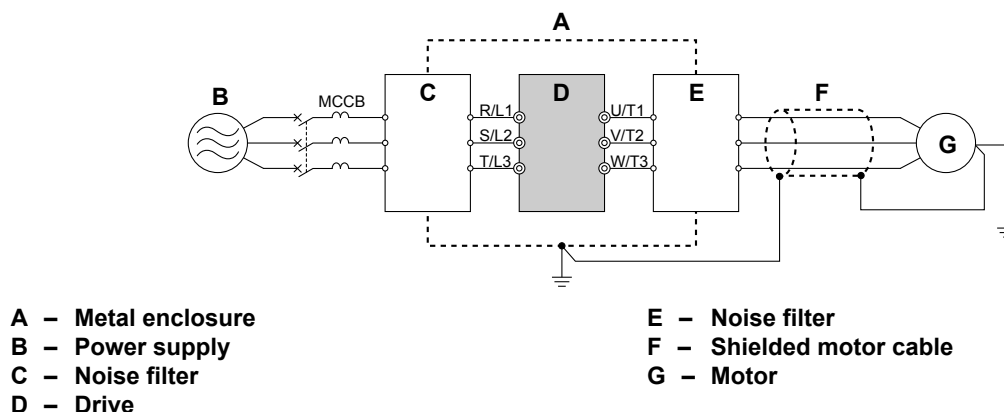 A
B
MCCB
C
R/L1
S/L2
T/L3
D
U/T1
V/T2
W/T3
E
F
G
A – Metal enclosure
B – Power supply
C – Noise filter
D – Drive
E – Noise filter
F – Shielded motor cable
G – Motor